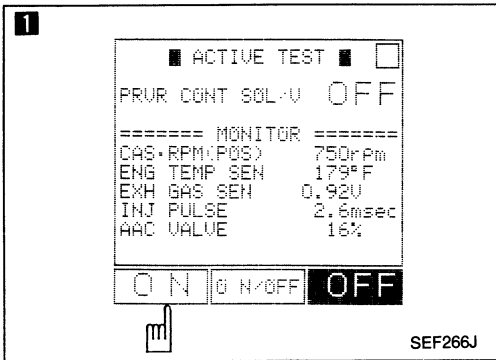 1
■ ACTIVE TEST ■
PRVR CONT SOL/V OFF
======= MONITOR =======
CAS•RPM(POS) 750rpm
ENG TEMP SEN 179°F
EXH GAS SEN 0.92V
INJ PULSE 2.6msec
AAC VALVE 16%
ON O N/OFF OFF
SEF266J